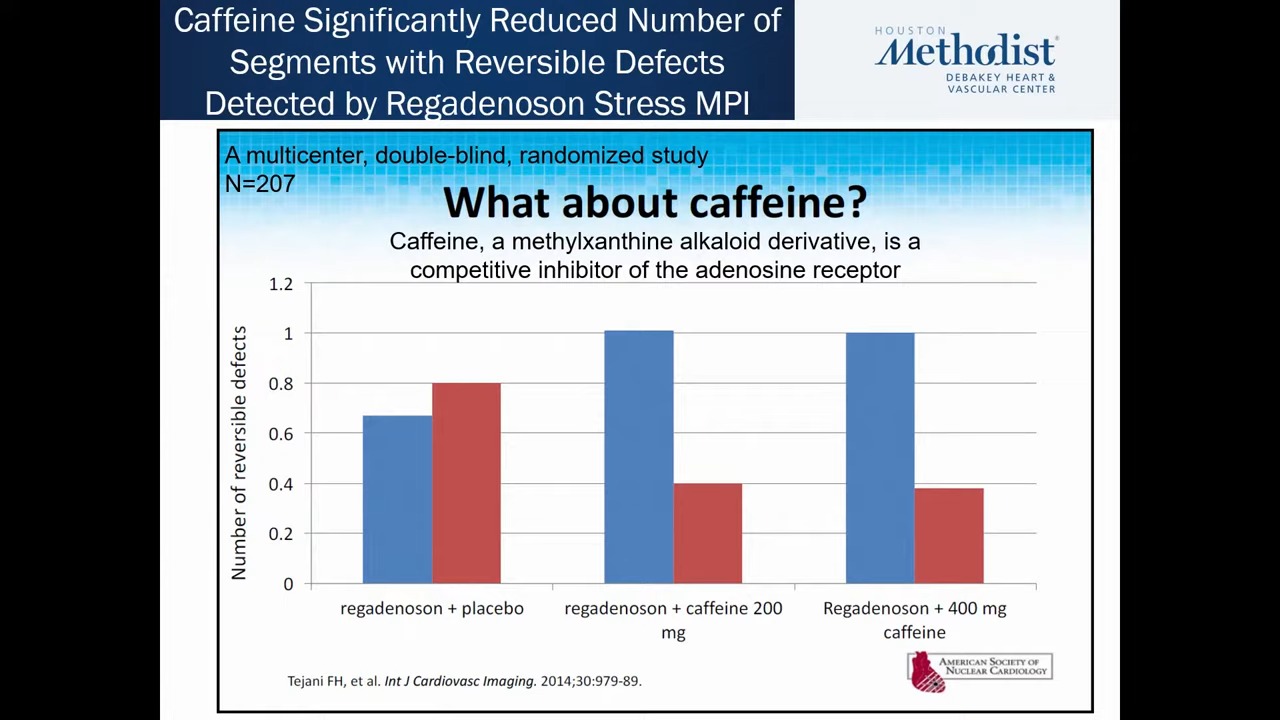 Caffeine Significantly Reduced Number of
Segments with Reversible Defects
Detected by Regadenoson Stress MPI
HOUSTON
Methodist®
DEBAKEY HEART &
VASCULAR CENTER
A multicenter, double-blind, randomized study
N=207
What about caffeine?
Caffeine, a methylxanthine alkaloid derivative, is a
competitive inhibitor of the adenosine receptor
Number of reversible defects
1.2
1
0.8
0.6
0.4
0.2
0
regadenoson + placebo
regadenoson + caffeine 200
mg
Regadenoson + 400 mg
caffeine
Tejani FH, et al. Int J Cardiovasc Imaging. 2014;30:979-89.
AMERICAN SOCIETY OF
NUCLEAR CARDIOLOGY